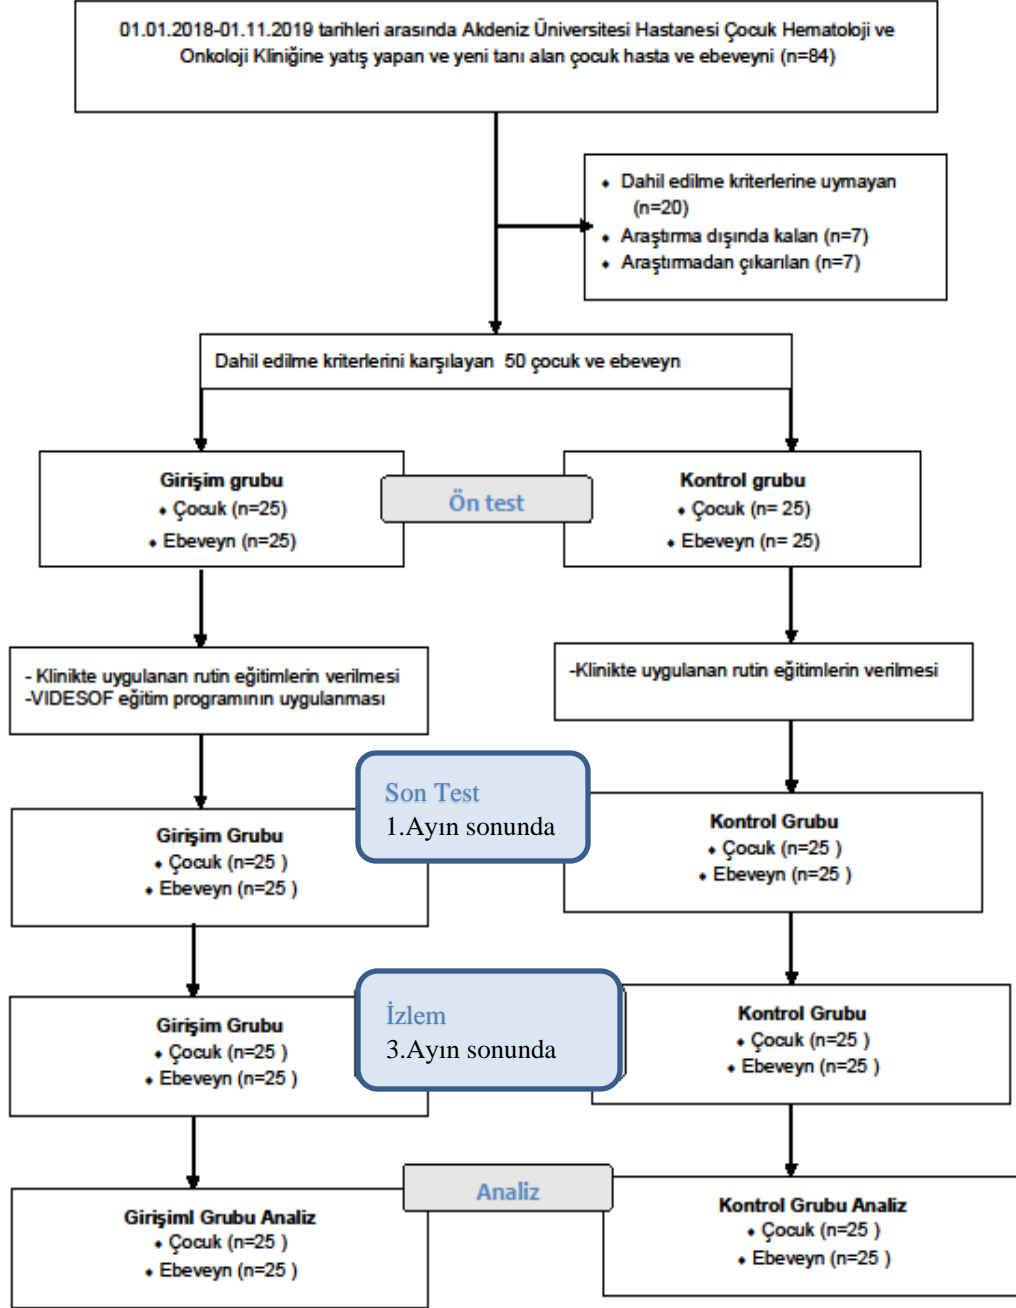 01.01.2018-01.11.2019 tarihleri arasında Akdeniz Üniversitesi Hastanesi Çocuk Hematoloji ve
Onkoloji Kliniğine yatış yapan ve yeni tanı alan çocuk hasta ve ebeveyni (n=84)
• Dahil edilme kriterlerine uymayan
(n=20)
• Araştırma dışında kalan (n=7)
• Araştırmadan çıkarılan (n=7)
Dahil edilme kriterlerini karşılayan 50 çocuk ve ebeveyn
Girişim grubu
• Çocuk (n=25)
• Ebeveyn (n=25)
Ön test
Kontrol grubu
• Çocuk (n= 25)
• Ebeveyn (n= 25)
- Klinikte uygulanan rutin eğitimlerin verilmesi
-VIDESOF eğitim programının uygulanması
-Klinikte uygulanan rutin eğitimlerin verilmesi
Son Test
1.Ayın sonunda
Girişim Grubu
• Çocuk (n=25 )
• Ebeveyn (n=25 )
Kontrol Grubu
• Çocuk (n=25 )
• Ebeveyn (n=25 )
İzlem
3.Ayın sonunda
Girişim Grubu
• Çocuk (n=25 )
• Ebeveyn (n=25 )
Kontrol Grubu
• Çocuk (n=25 )
• Ebeveyn (n=25 )
Analiz
Girişiml Grubu Analiz
• Çocuk (n=25 )
• Ebeveyn (n=25 )
Kontrol Grubu Analiz
• Çocuk (n=25 )
• Ebeveyn (n=25 )